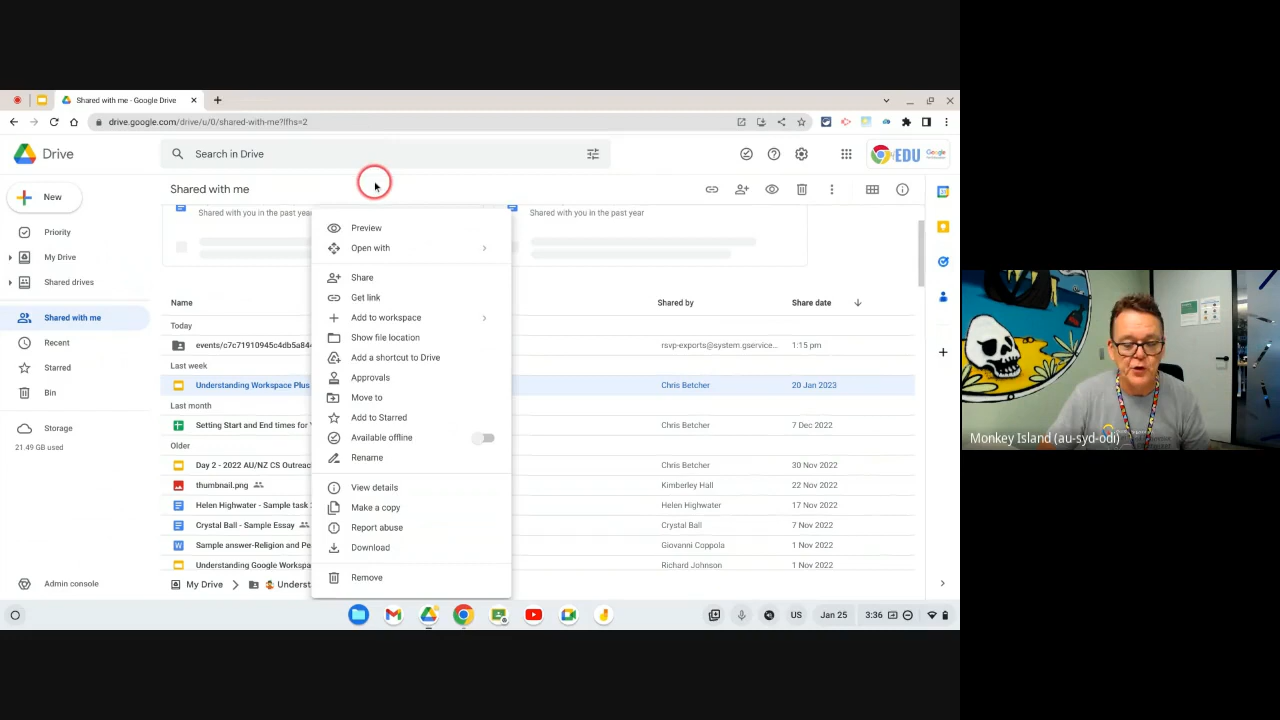 Shared with me - Google Drive
drive.google.com/drive/u/0/shared-with-me?lfhs=2
Drive
Search in Drive
EDU
Google
New
Shared with me
Priority
My Drive
Shared drives
Shared with me
Recent
Starred
Bin
Storage
21.49 GB used
Admin console
Shared with you in the past year
Shared with you in the past year
Name
Shared by
Share date
Today
events/c7c71910945c4db5a844
rsvp-exports@system.gservice...
1:15 pm
Last week
Understanding Workspace Plus
Chris Betcher
20 Jan 2023
Last month
Setting Start and End times for
Chris Betcher
7 Dec 2022
Older
Day 2 - 2022 AU/NZ CS Outreac
Chris Betcher
30 Nov 2022
thumbnail.png
Kimberley Hall
22 Nov 2022
Helen Highwater - Sample task
Helen Highwater
17 Nov 2022
Crystal Ball - Sample Essay
Crystal Ball
7 Nov 2022
Sample answer-Religion and Pe
Giovanni Coppola
1 Nov 2022
Understanding Google Workspa
Richard Johnson
1 Nov 2022
My Drive
Underst
Preview
Open with
Share
Get link
Add to workspace
Show file location
Add a shortcut to Drive
Approvals
Move to
Add to Starred
Available offline
Rename
View details
Make a copy
Report abuse
Download
Remove
US
Jan 25
3:36
Monkey Island (au-syd-odi)